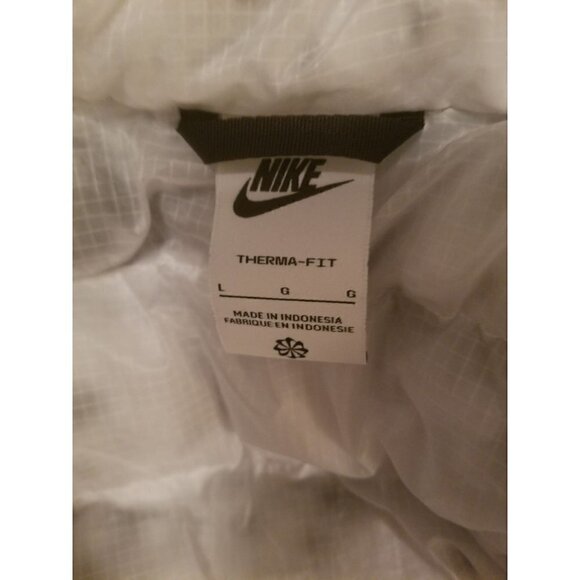 NIKE
THERMA-FIT
L G G
MADE IN INDONESIA
FABRIQUE EN INDONESIE